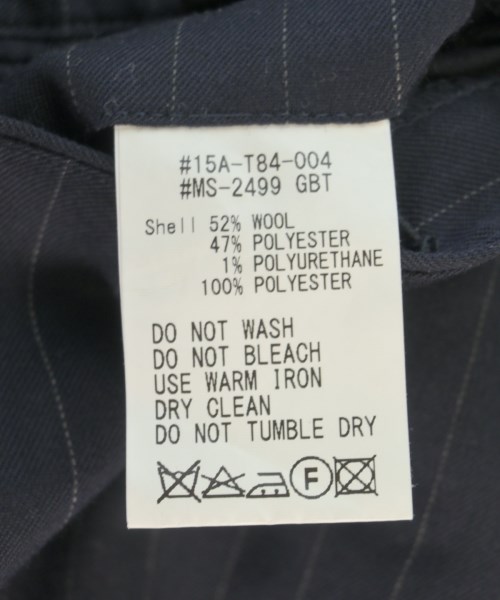 #15A-T84-004
#MS-2499 GBT
Shell 52% WOOL
47% POLYESTER
1% POLYURETHANE
100% POLYESTER
DO NOT WASH
DO NOT BLEACH
USE WARM IRON
DRY CLEAN
DO NOT TUMBLE DRY
F